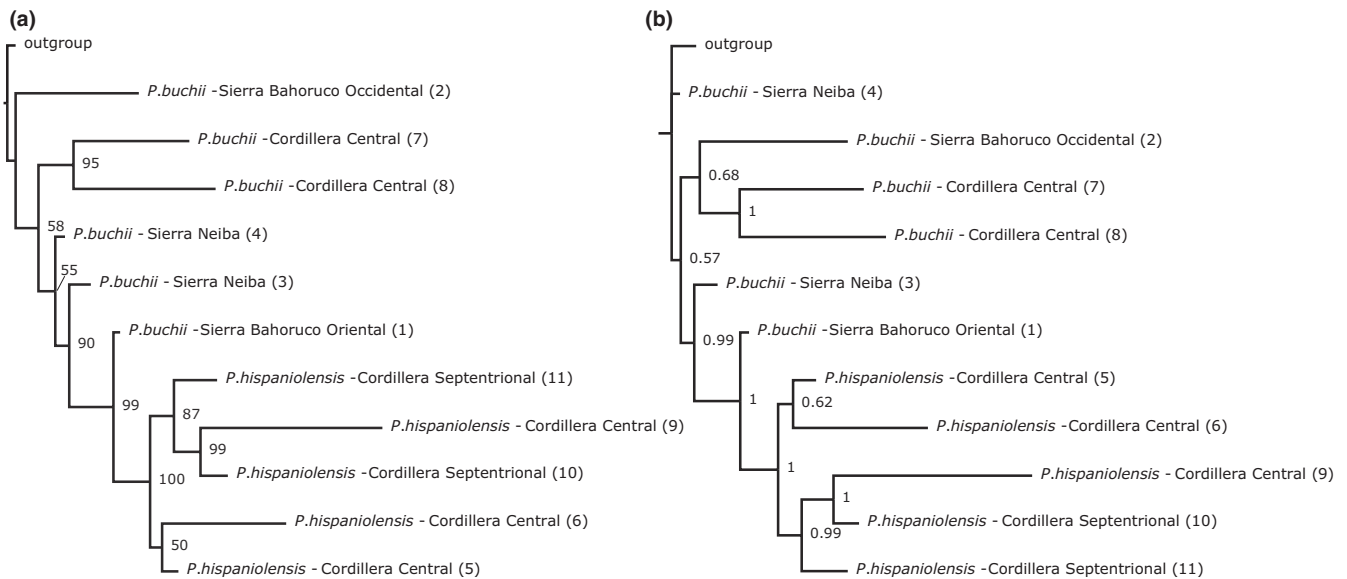 (a)
outgroup
P.buchii - Sierra Bahoruco Occidental (2)
P.buchii - Cordillera Central (7)
95
P.buchii - Cordillera Central (8)
58
P.buchii - Sierra Neiba (4)
55
P.buchii - Sierra Neiba (3)
90
P.buchii - Sierra Bahoruco Oriental (1)
99
P.hispaniolensis - Cordillera Septentrional (11)
87
P.hispaniolensis - Cordillera Central (9)
99
P.hispaniolensis - Cordillera Septentrional (10)
100
P.hispaniolensis - Cordillera Central (6)
50
P.hispaniolensis - Cordillera Central (5)
(b)
outgroup
P.buchii - Sierra Neiba (4)
P.buchii - Sierra Bahoruco Occidental (2)
0.68
P.buchii - Cordillera Central (7)
1
P.buchii - Cordillera Central (8)
0.57
P.buchii - Sierra Neiba (3)
0.99
P.buchii - Sierra Bahoruco Oriental (1)
1
P.hispaniolensis - Cordillera Central (5)
0.62
P.hispaniolensis - Cordillera Central (6)
1
P.hispaniolensis - Cordillera Central (9)
1
P.hispaniolensis - Cordillera Septentrional (10)
0.99
P.hispaniolensis - Cordillera Septentrional (11)